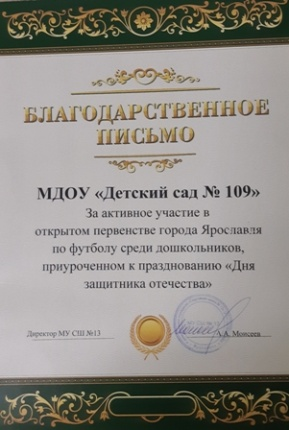 БЛАГОДАРСТВЕННОЕ
ПИСЬМО
МДОУ «Детский сад № 109»
За активное участие в
открытом первенстве города Ярославля
по футболу среди дошкольников,
приуроченном к празднованию «Дня
защитника отечества»
Директор МУ СШ №13 А.А. Моисеев